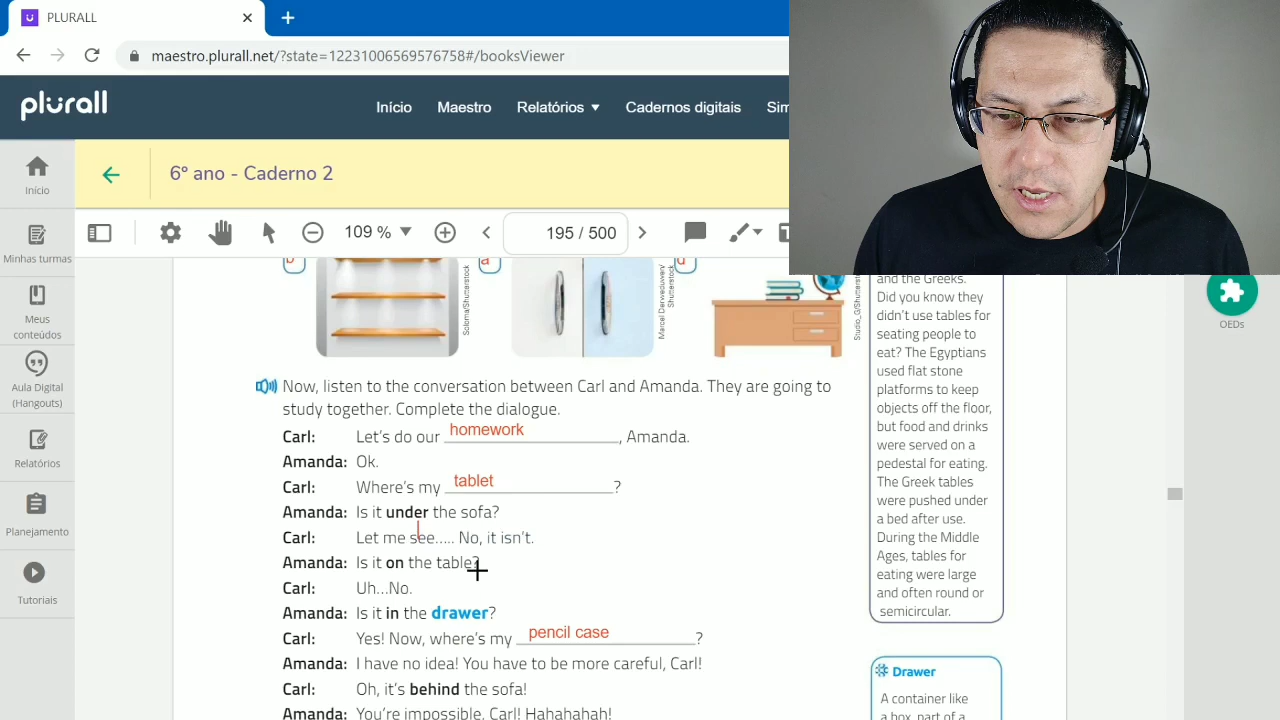 PLURALL
maestro.plurall.net/?state=12231006569576758#/booksViewer
plurall
Início Maestro Relatórios Cadernos digitais Sim
6º ano - Caderno 2
109 %
195 / 500
Início
Minhas turmas
Meus
conteúdos
Aula Digital
(Hangouts)
Relatórios
Planejamento
Tutoriais
OEDs
b
a
d
Soloma/Shutterstock
Marcel Derweduwen/
Shutterstock
Studio_G/Shutterstock
Now, listen to the conversation between Carl and Amanda. They are going to
study together. Complete the dialogue.
Carl: Let's do our homework, Amanda.
Amanda: Ok.
Carl: Where's my tablet?
Amanda: Is it under the sofa?
Carl: Let me see..... No, it isn't.
Amanda: Is it on the table?
Carl: Uh...No.
Amanda: Is it in the drawer?
Carl: Yes! Now, where's my pencil case?
Amanda: I have no idea! You have to be more careful, Carl!
Carl: Oh, it's behind the sofa!
Amanda: You're impossible, Carl! Hahahahah!
and the Greeks.
Did you know they
didn't use tables for
seating people to
eat? The Egyptians
used flat stone
platforms to keep
objects off the floor,
but food and drinks
were served on a
pedestal for eating.
The Greek tables
were pushed under
a bed after use.
During the Middle
Ages, tables for
eating were large
and often round or
semicircular.
Drawer
A container like
a box, part of a